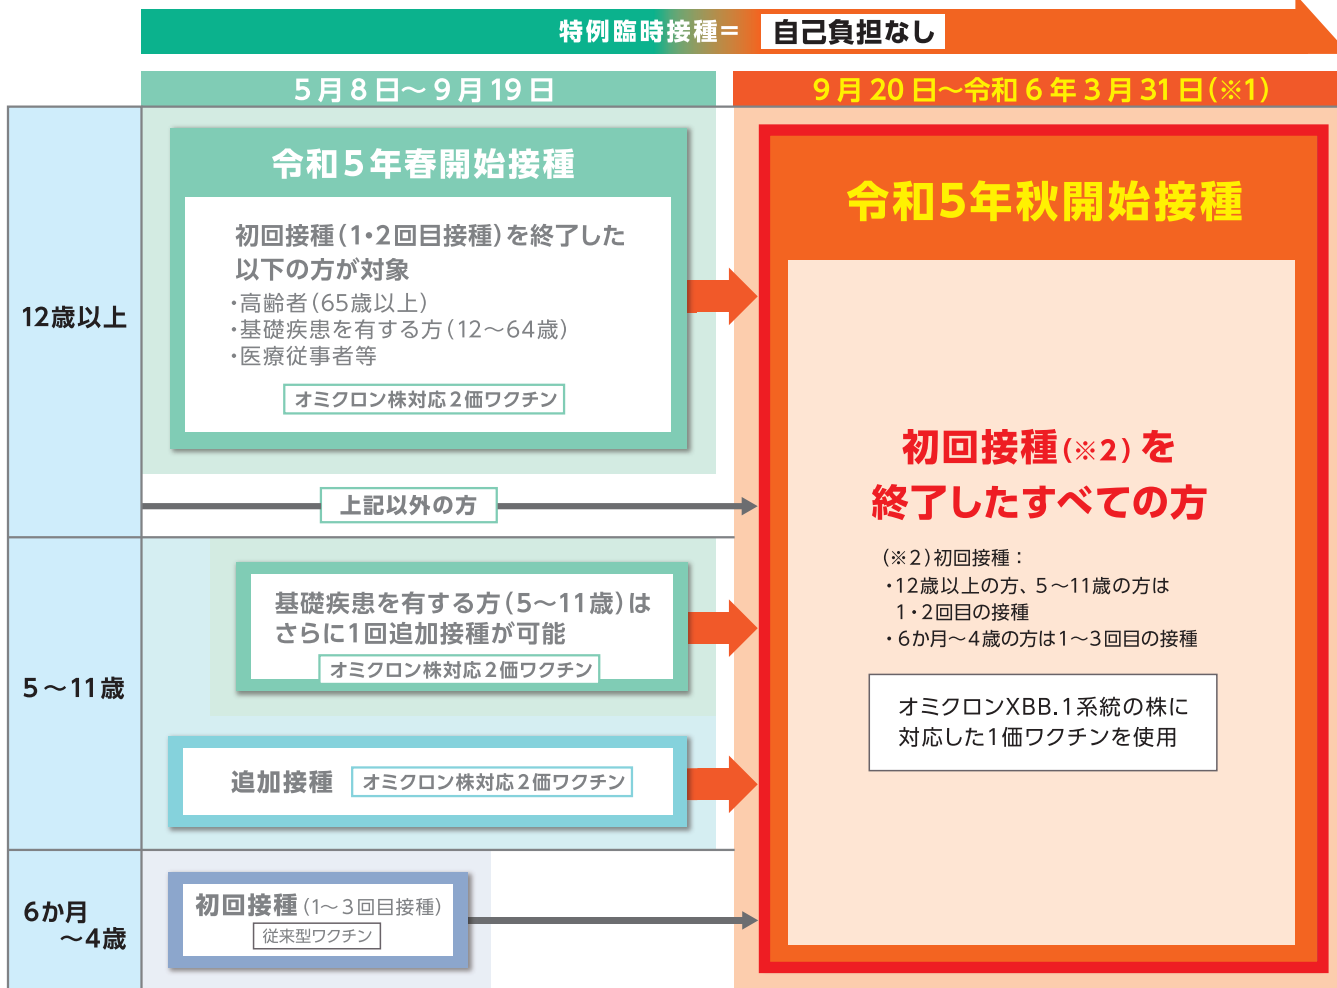 特例臨時接種＝ 自己負担なし
5月8日～9月19日
9月20日～令和6年3月31日(※1)
12歳以上
令和5年春開始接種
初回接種(1・2回目接種)を終了した
以下の方が対象
・高齢者(65歳以上)
・基礎疾患を有する方(12～64歳)
・医療従事者等
オミクロン株対応2価ワクチン
上記以外の方
5～11歳
基礎疾患を有する方(5～11歳)は
さらに1回追加接種が可能
オミクロン株対応2価ワクチン
追加接種 オミクロン株対応2価ワクチン
6か月
～4歳
初回接種(1～3回目接種)
従来型ワクチン
令和5年秋開始接種
初回接種(※2)を
終了したすべての方
(※2)初回接種：
・12歳以上の方、5～11歳の方は
1・2回目の接種
・6か月～4歳の方は1～3回目の接種
オミクロンXBB.1系統の株に
対応した1価ワクチンを使用